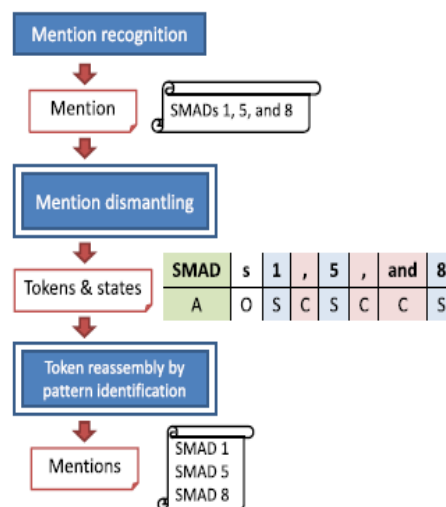 Mention recognition
Mention
SMADs 1, 5, and 8
Mention dismantling
Tokens & states
SMAD s 1 , 5 , and 8
A O S C S C C S
Token reassembly by
pattern identification
Mentions
SMAD 1
SMAD 5
SMAD 8